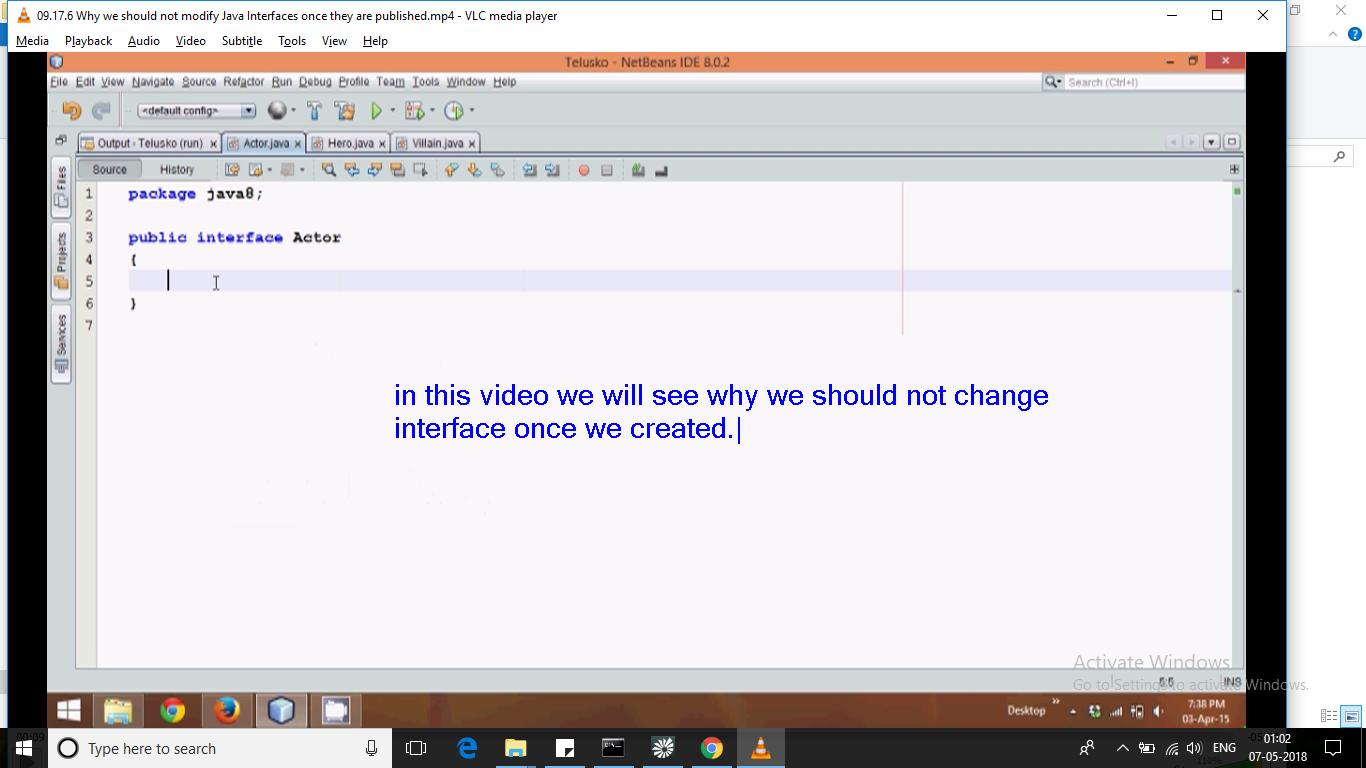 09.17.6 Why we should not modify Java Interfaces once they are published.mp4 - VLC media player
Media Playback Audio Video Subtitle Tools View Help
Telusko - NetBeans IDE 8.0.2
File Edit View Navigate Source Refactor Run Debug Profile Team Tools Window Help
Search (Ctrl+I)
<default config>
Output - Telusko (run) Actor.java Hero.java Villain.java
Source History
Files
Projects
Services
1 package java8;
2
3 public interface Actor
4 {
5
6 }
7
in this video we will see why we should not change
interface once we created.
Activate Windows
Go to Settings to activate Windows.
INS
Desktop
7:38 PM
03-Apr-15
Type here to search
ENG
01:02
07-05-2018